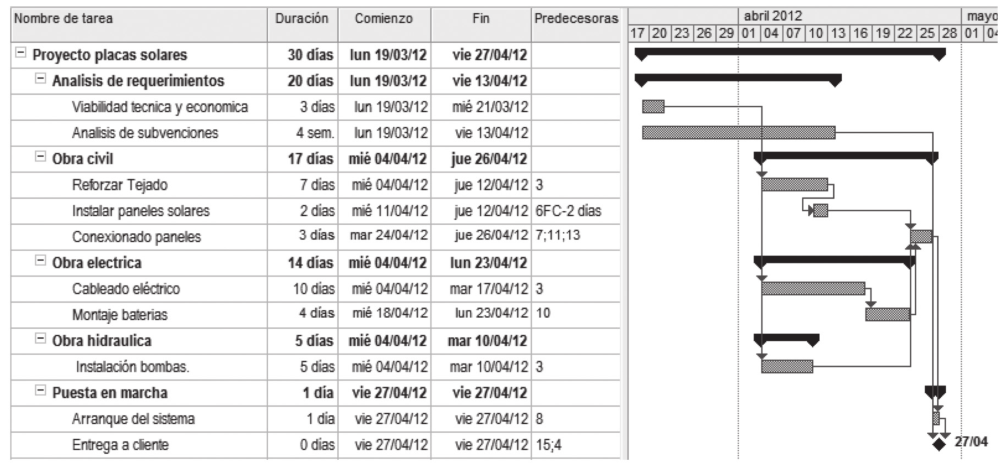 Nombre de tarea Duración Comienzo Fin Predecesoras abril 2012 mayo
17 20 23 26 29 01 04 07 10 13 16 19 22 25 28 01 04
Proyecto placas solares 30 días lun 19/03/12 vie 27/04/12
Analisis de requerimientos 20 días lun 19/03/12 vie 13/04/12
Viabilidad tecnica y economica 3 días lun 19/03/12 mié 21/03/12
Analisis de subvenciones 4 sem. lun 19/03/12 vie 13/04/12
Obra civil 17 días mié 04/04/12 jue 26/04/12
Reforzar Tejado 7 días mié 04/04/12 jue 12/04/12 3
Instalar paneles solares 2 días mié 11/04/12 jue 12/04/12 6FC-2 días
Conexionado paneles 3 días mar 24/04/12 jue 26/04/12 7;11;13
Obra electrica 14 días mié 04/04/12 lun 23/04/12
Cableado eléctrico 10 días mié 04/04/12 mar 17/04/12 3
Montaje baterias 4 días mié 18/04/12 lun 23/04/12 10
Obra hidraulica 5 días mié 04/04/12 mar 10/04/12
Instalación bombas. 5 días mié 04/04/12 mar 10/04/12 3
Puesta en marcha 1 día vie 27/04/12 vie 27/04/12
Arranque del sistema 1 día vie 27/04/12 vie 27/04/12 8
Entrega a cliente 0 días vie 27/04/12 vie 27/04/12 15;4 27/04